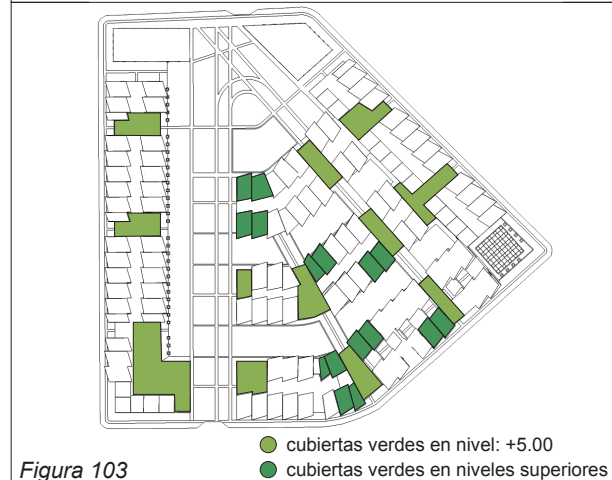 cubiertas verdes en nivel: +5.00
Figura 103
cubiertas verdes en niveles superiores